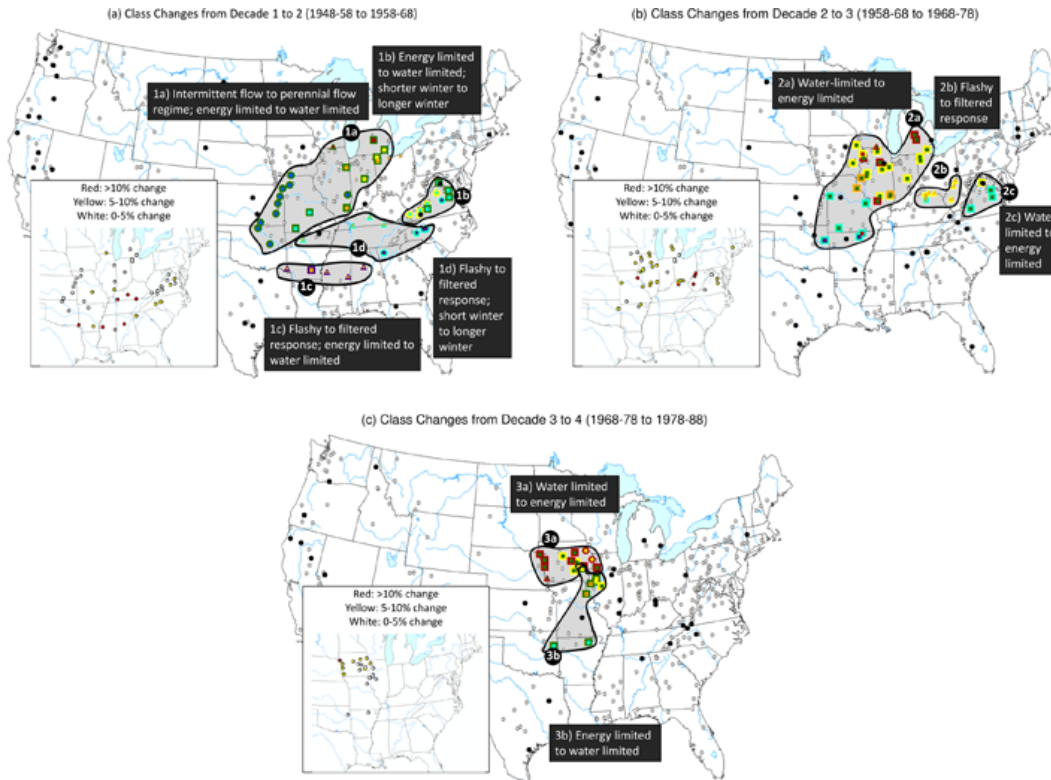 (a) Class Changes from Decade 1 to 2 (1948-58 to 1958-68)
1a) Intermittent flow to perennial flow
regime; energy limited to water limited
1b) Energy limited
to water limited;
shorter winter to
longer winter
1a
1b
1d
1c
Red: >10% change
Yellow: 5-10% change
White: 0-5% change
1c) Flashy to filtered
response; energy limited to
water limited
1d) Flashy to
filtered
response;
short winter
to longer
winter
(b) Class Changes from Decade 2 to 3 (1958-68 to 1968-78)
2a) Water-limited to
energy limited
2b) Flashy
to filtered
response
2a
2b
2c
Red: >10% change
Yellow: 5-10% change
White: 0-5% change
2c) Water
limited to
energy
limited
(c) Class Changes from Decade 3 to 4 (1968-78 to 1978-88)
3a) Water limited
to energy limited
3a
3b
Red: >10% change
Yellow: 5-10% change
White: 0-5% change
3b) Energy limited
to water limited